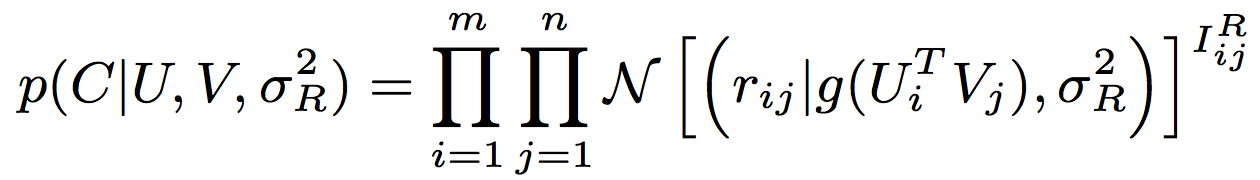 p(C|U, V, σ_R^2) = ∏_{i=1}^{m} ∏_{j=1}^{n} 𝒩[(r_{ij}|g(U_i^T V_j), σ_R^2)]^{I_{ij}^R}